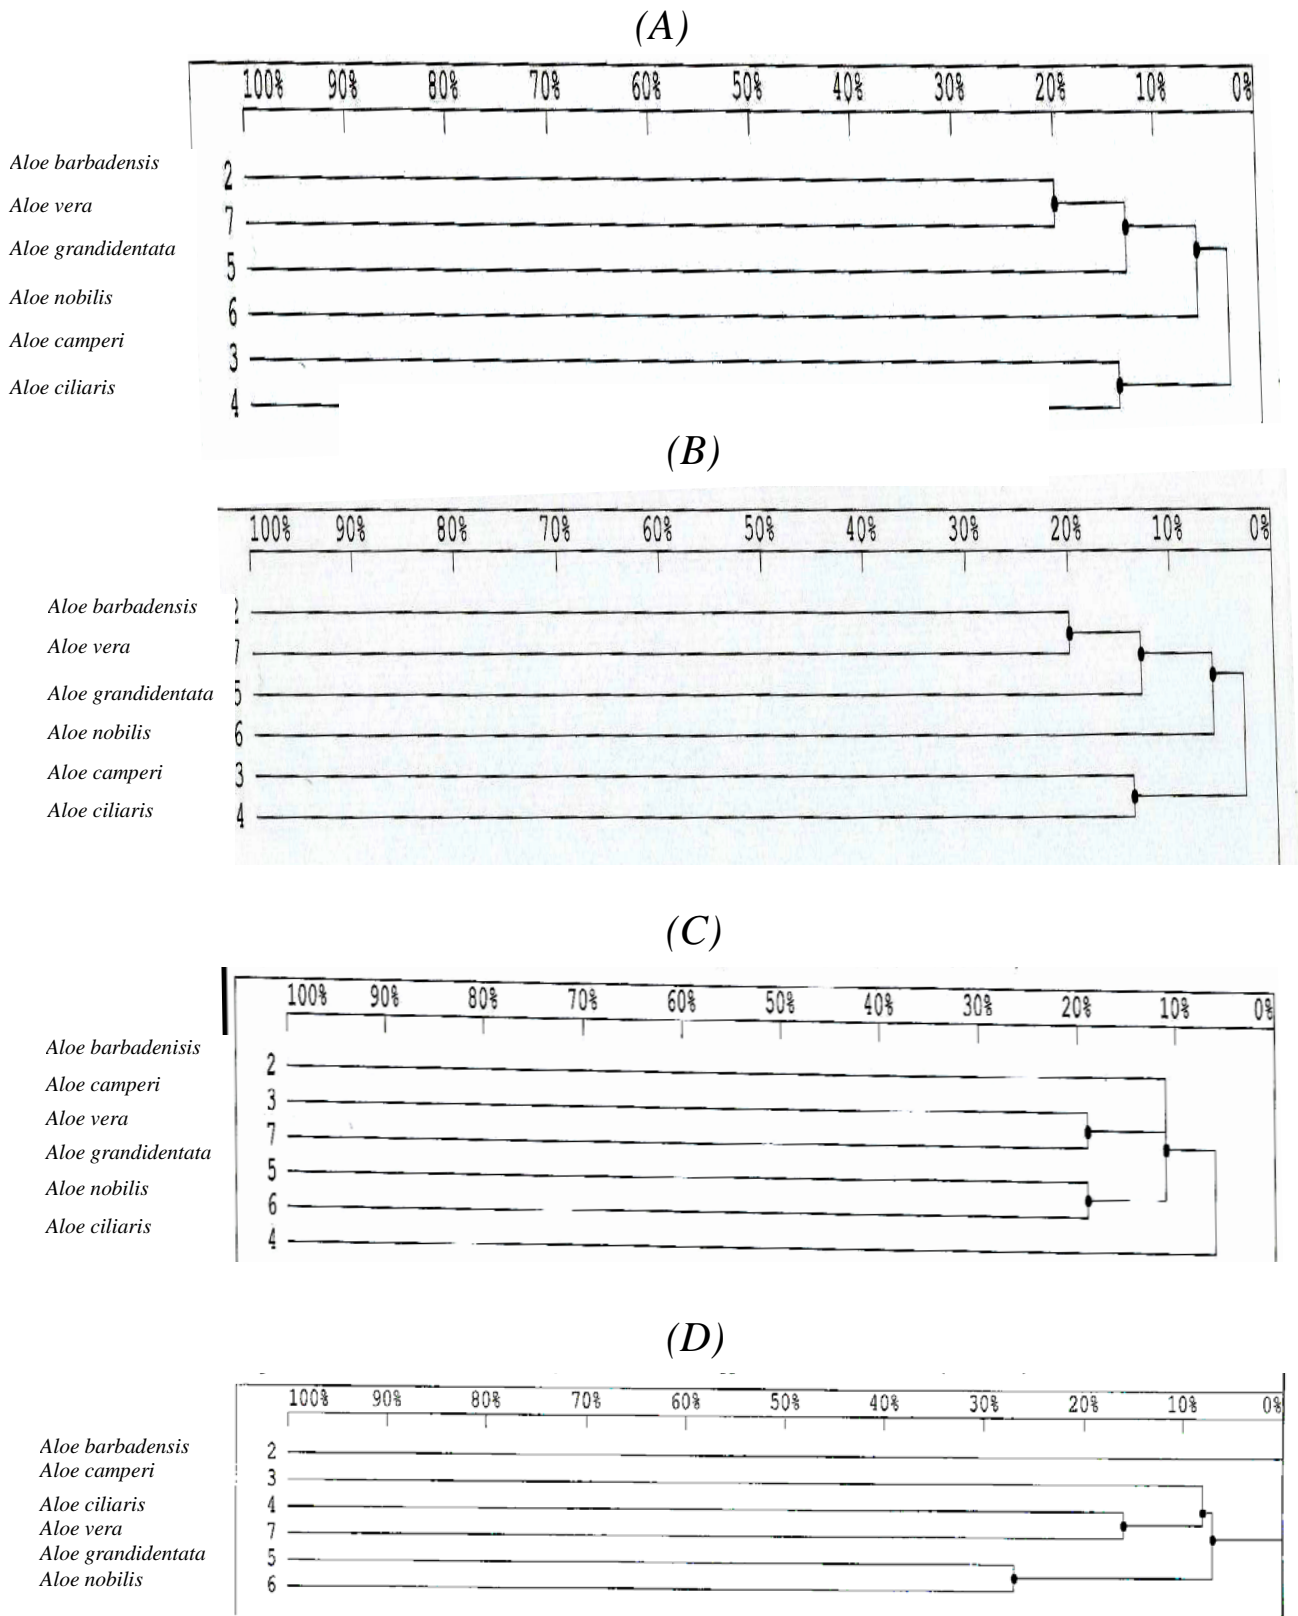 (A)
100% 90% 80% 70% 60% 50% 40% 30% 20% 10% 0%
Aloe barbadensis 2
Aloe vera 7
Aloe grandidentata 5
Aloe nobilis 6
Aloe camperi 3
Aloe ciliaris 4
(B)
100% 90% 80% 70% 60% 50% 40% 30% 20% 10% 0%
Aloe barbadensis 2
Aloe vera 7
Aloe grandidentata 5
Aloe nobilis 6
Aloe camperi 3
Aloe ciliaris 4
(C)
100% 90% 80% 70% 60% 50% 40% 30% 20% 10% 0%
Aloe barbadenisis 2
Aloe camperi 3
Aloe vera 7
Aloe grandidentata 5
Aloe nobilis 6
Aloe ciliaris 4
(D)
100% 90% 80% 70% 60% 50% 40% 30% 20% 10% 0%
Aloe barbadensis 2
Aloe camperi 3
Aloe ciliaris 4
Aloe vera 7
Aloe grandidentata 5
Aloe nobilis 6